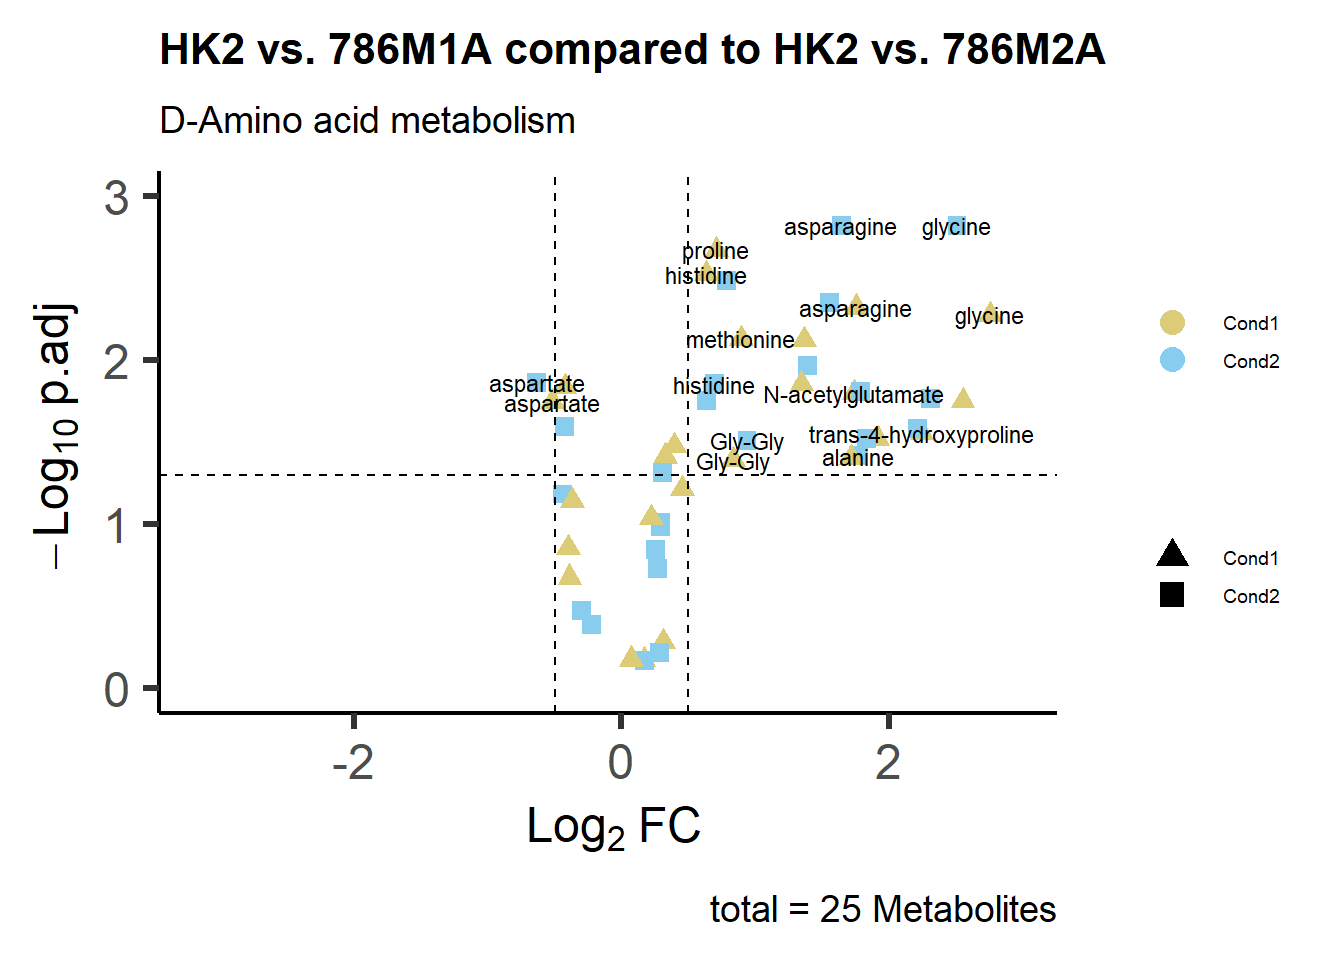 HK2 vs. 786M1A compared to HK2 vs. 786M2A
D-Amino acid metabolism
3
2
1
0
−Log10 p.adj
asparagine
glycine
proline
histidine
asparagine
glycine
methionine
aspartate
histidine
N-acetylglutamate
aspartate
Gly-Gly
trans-4-hydroxyproline
Gly-Gly
alanine
Cond1
Cond2
Cond1
Cond2
-2
0
2
Log2 FC
total = 25 Metabolites